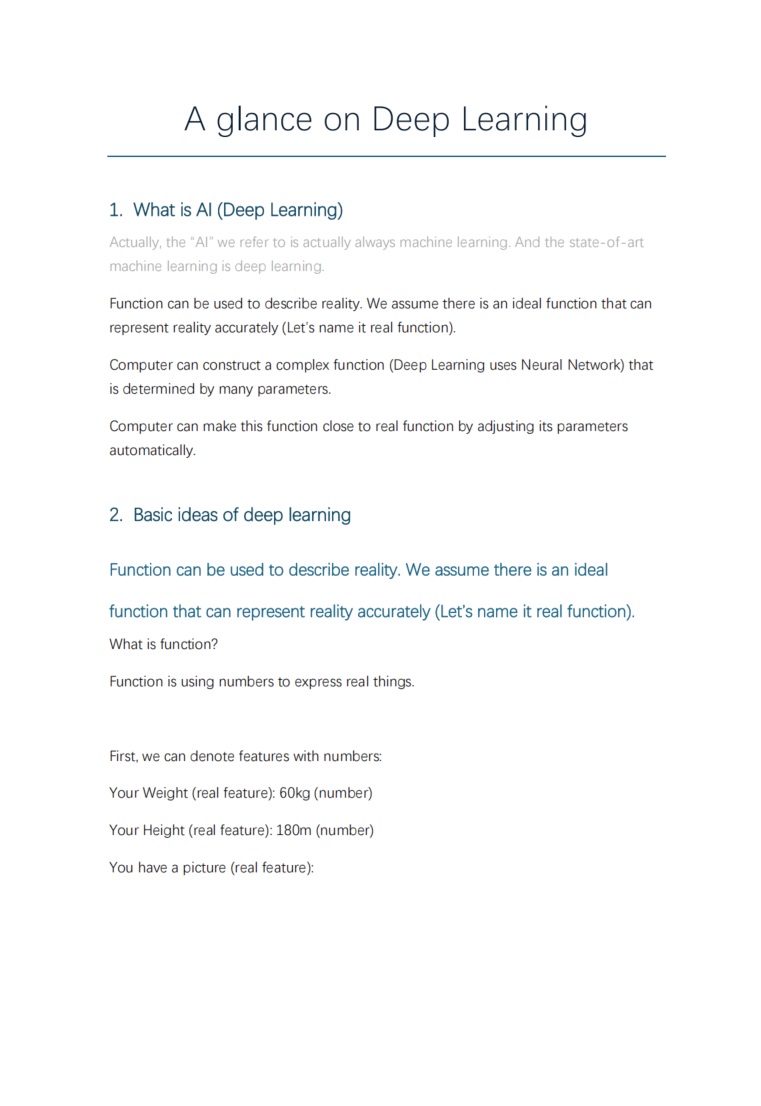 A glance on Deep Learning
1. What is AI (Deep Learning)
Actually, the “AI” we refer to is actually always machine learning. And the state-of-art
machine learning is deep learning.
Function can be used to describe reality. We assume there is an ideal function that can
represent reality accurately (Let's name it real function).
Computer can construct a complex function (Deep Learning uses Neural Network) that
is determined by many parameters.
Computer can make this function close to real function by adjusting its parameters
automatically.
2. Basic ideas of deep learning
Function can be used to describe reality. We assume there is an ideal
function that can represent reality accurately (Let's name it real function).
What is function?
Function is using numbers to express real things.
First, we can denote features with numbers:
Your Weight (real feature): 60kg (number)
Your Height (real feature): 180m (number)
You have a picture (real feature):